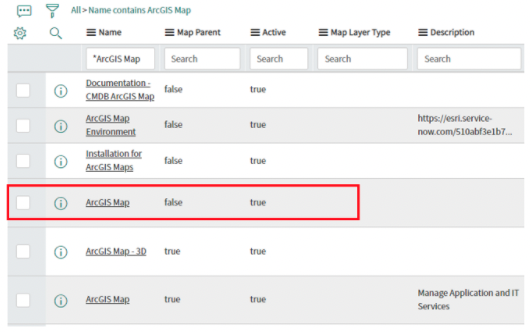 All > Name contains ArcGIS Map
Name Map Parent Active Map Layer Type Description
*ArcGIS Map Search Search Search Search
Documentation - CMDB ArcGIS Map false true
ArcGIS Map Environment false true https://esri.service-now.com/510abf3e1b7...
Installation for ArcGIS Maps false true
ArcGIS Map false true
ArcGIS Map - 3D true true
ArcGIS Map true true Manage Application and IT Services